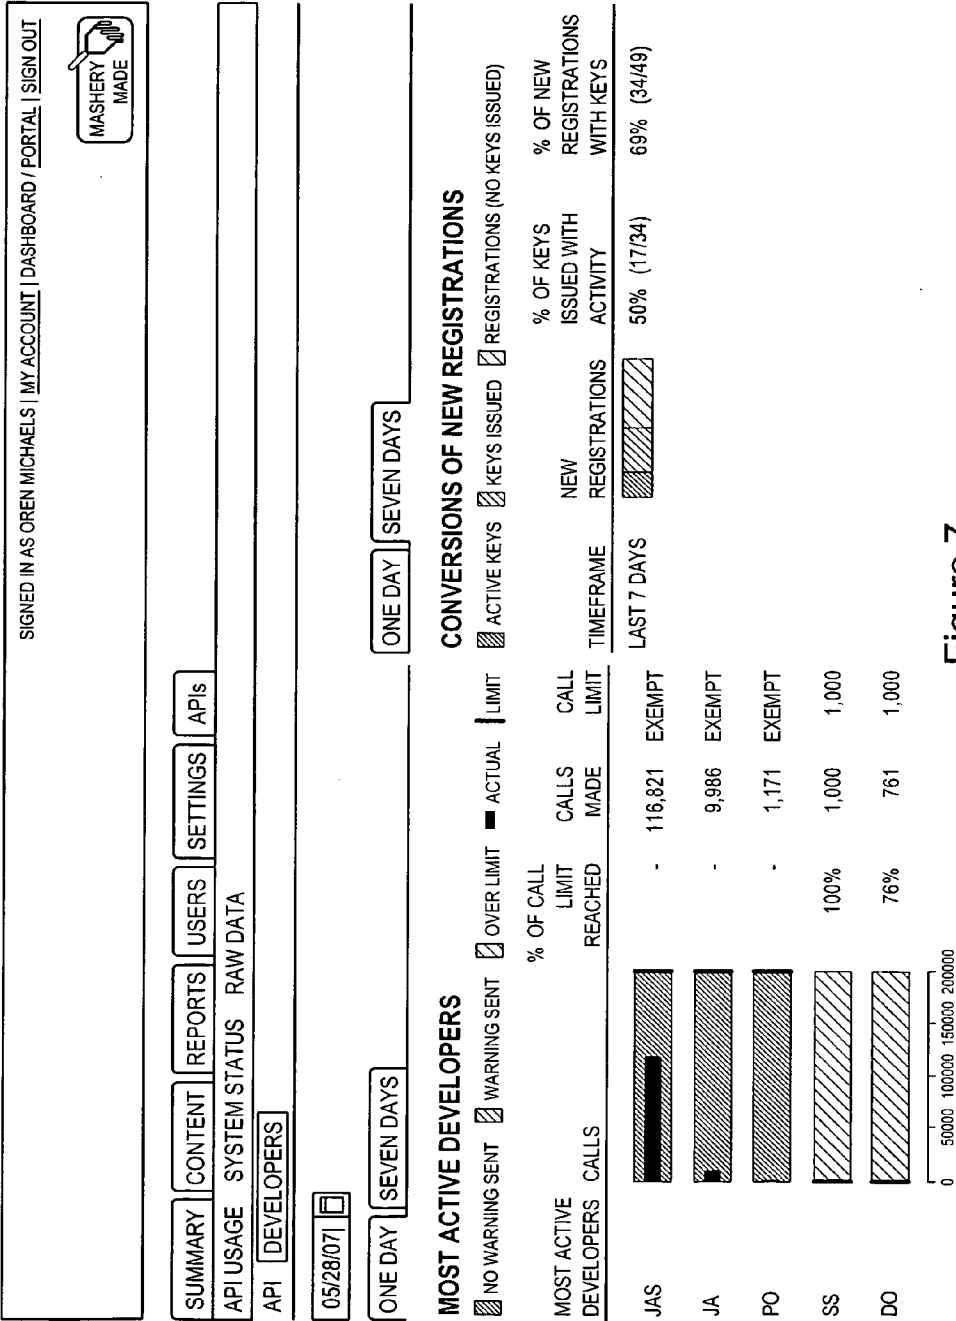 SIGNED IN AS OREN MICHAELS | MY ACCOUNT | DASHBOARD / PORTAL | SIGN OUT
MASHERY
MADE
SUMMARY CONTENT REPORTS USERS SETTINGS APIs
API USAGE SYSTEM STATUS RAW DATA
API DEVELOPERS
05/28/07
ONE DAY SEVEN DAYS
MOST ACTIVE DEVELOPERS
NO WARNING SENT WARNING SENT OVER LIMIT ACTUAL LIMIT
MOST ACTIVE DEVELOPERS CALLS % OF CALL LIMIT REACHED CALLS MADE CALL LIMIT
JAS - 116,821 EXEMPT
JA - 9,986 EXEMPT
PO - 1,171 EXEMPT
SS 100% 1,000 1,000
DO 76% 761 1,000
0 50000 100000 150000 200000
ONE DAY SEVEN DAYS
CONVERSIONS OF NEW REGISTRATIONS
ACTIVE KEYS KEYS ISSUED REGISTRATIONS (NO KEYS ISSUED)
TIMEFRAME NEW REGISTRATIONS % OF KEYS ISSUED WITH ACTIVITY % OF NEW REGISTRATIONS WITH KEYS
LAST 7 DAYS 50% (17/34) 69% (34/49)
Figure 7